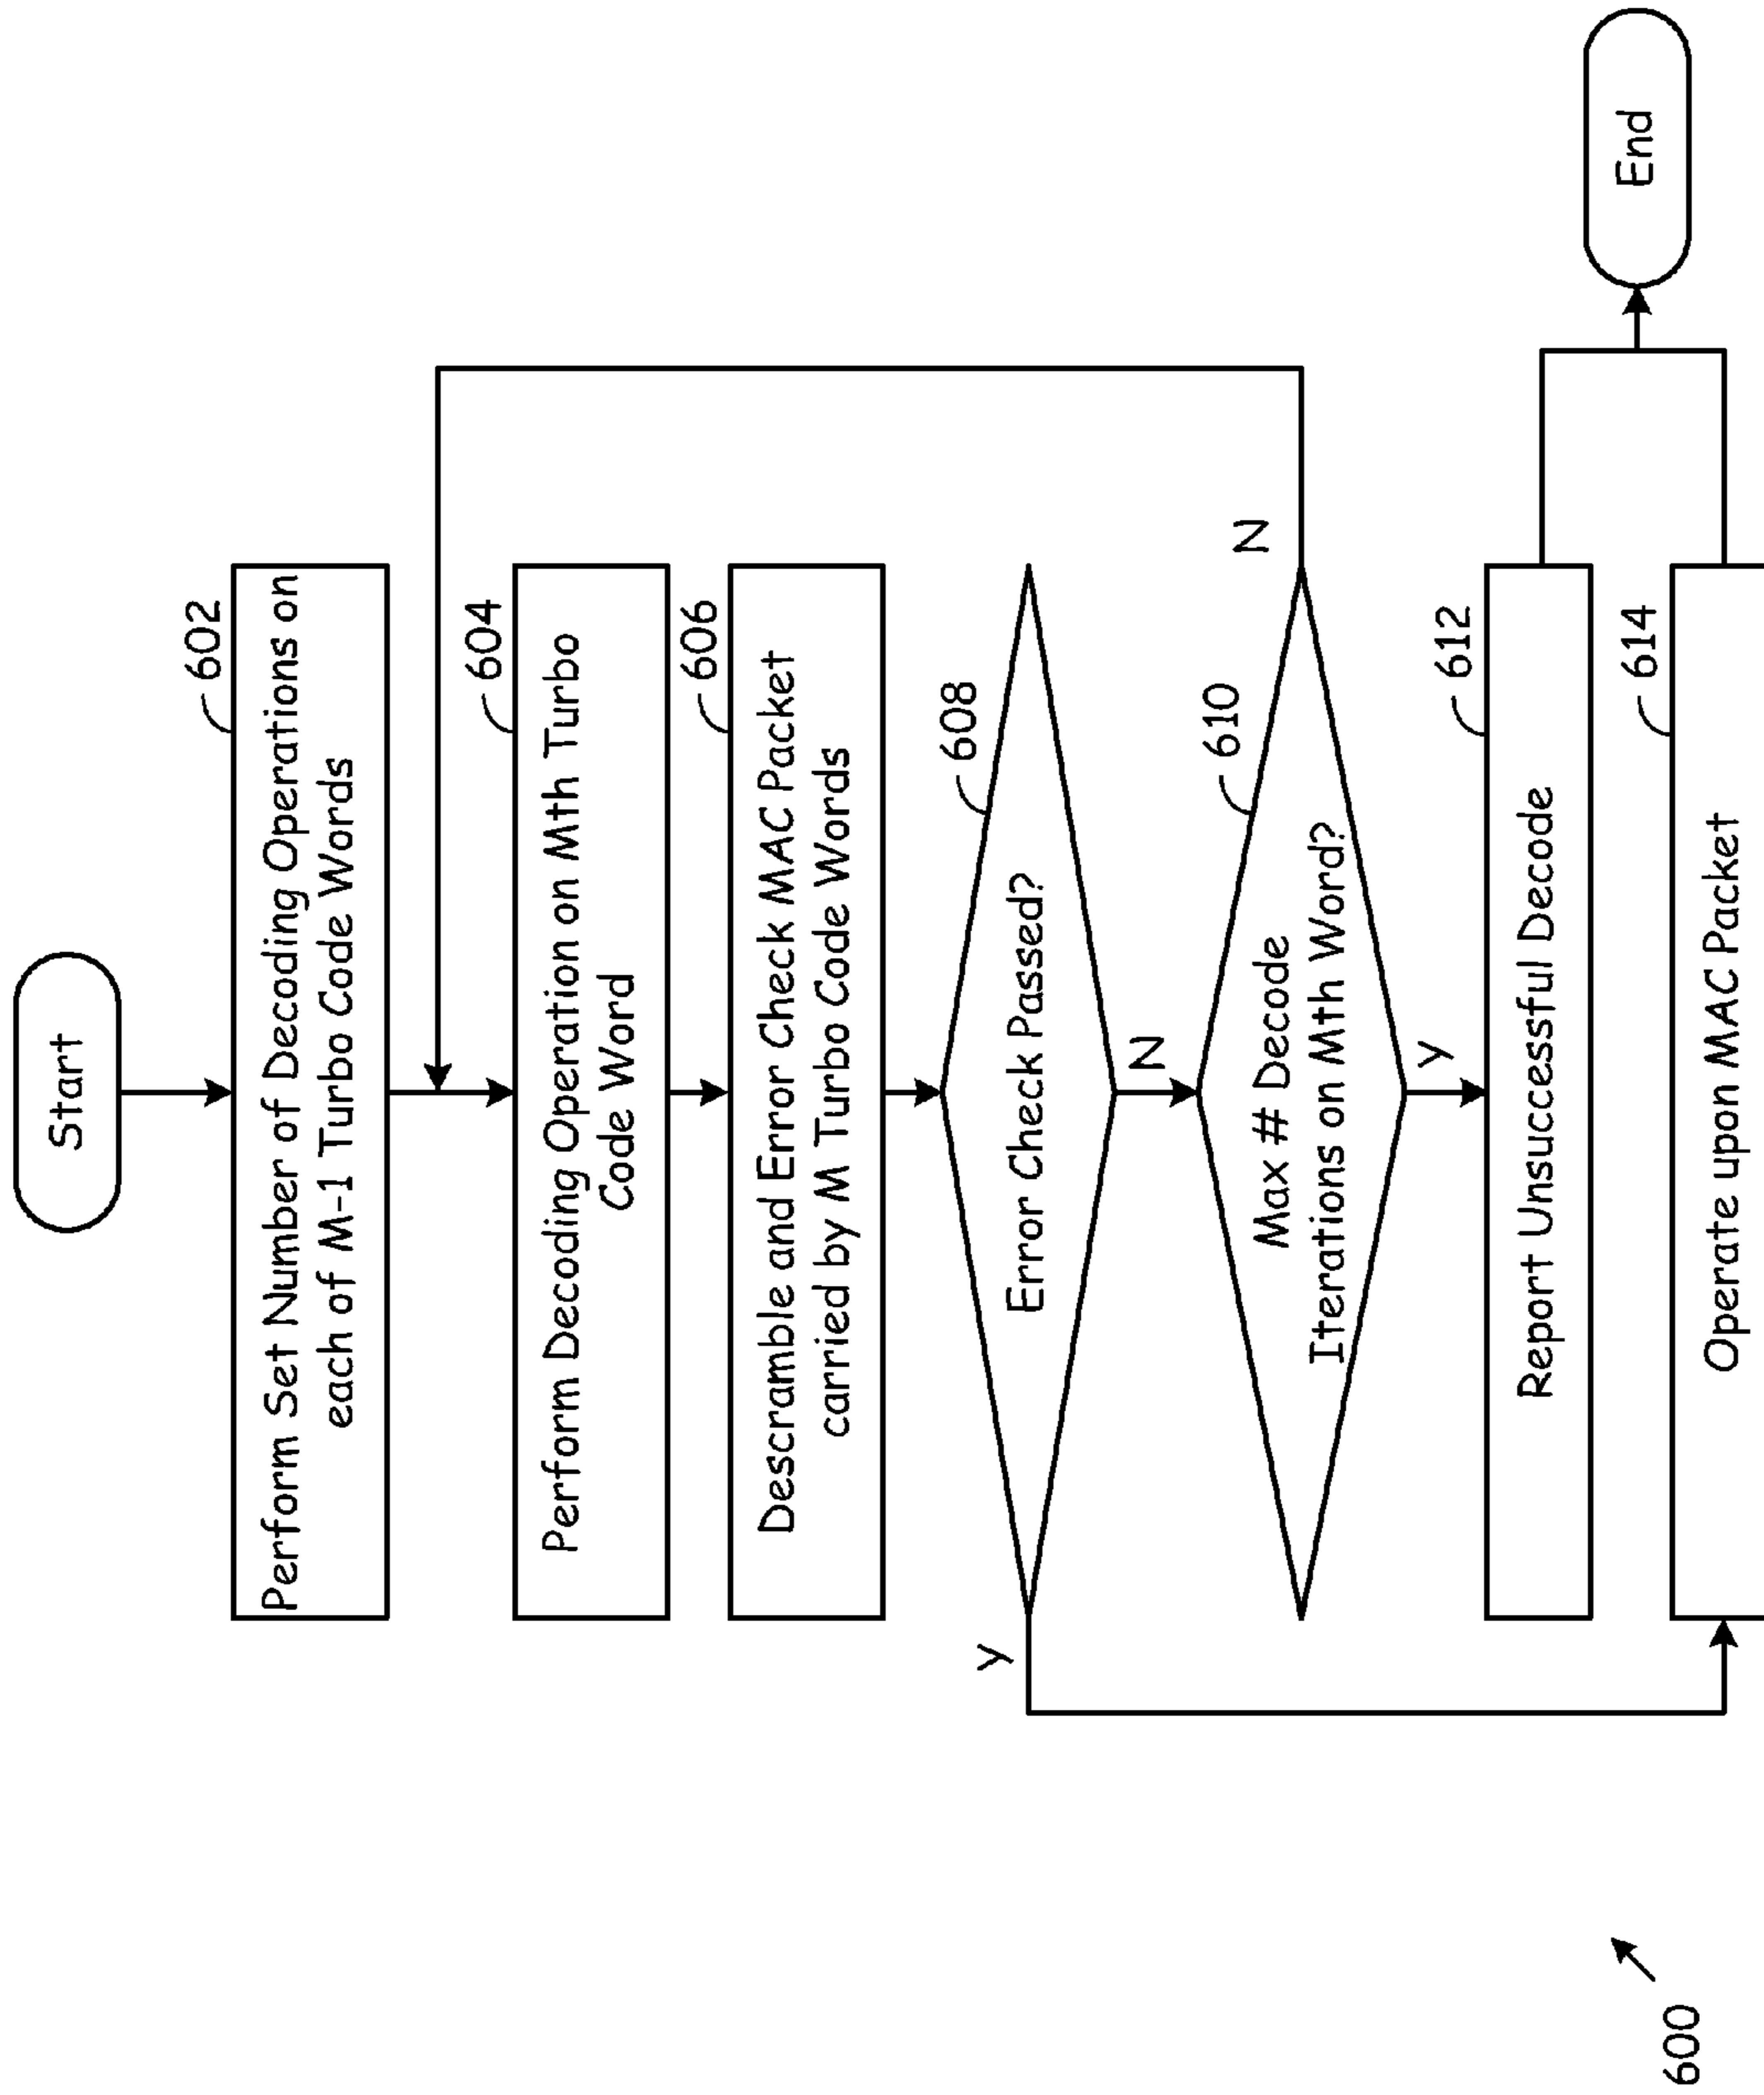 Start
602
Perform Set Number of Decoding Operations on
each of M-1 Turbo Code Words
604
Perform Decoding Operation on Mth Turbo
Code Word
606
Descramble and Error Check MAC Packet
carried by M Turbo Code Words
608
Error Check Passed?
Y
N
610
Max # Decode
Iterations on Mth Word?
N
Y
612
Report Unsuccessful Decode
614
Operate upon MAC Packet
End
600